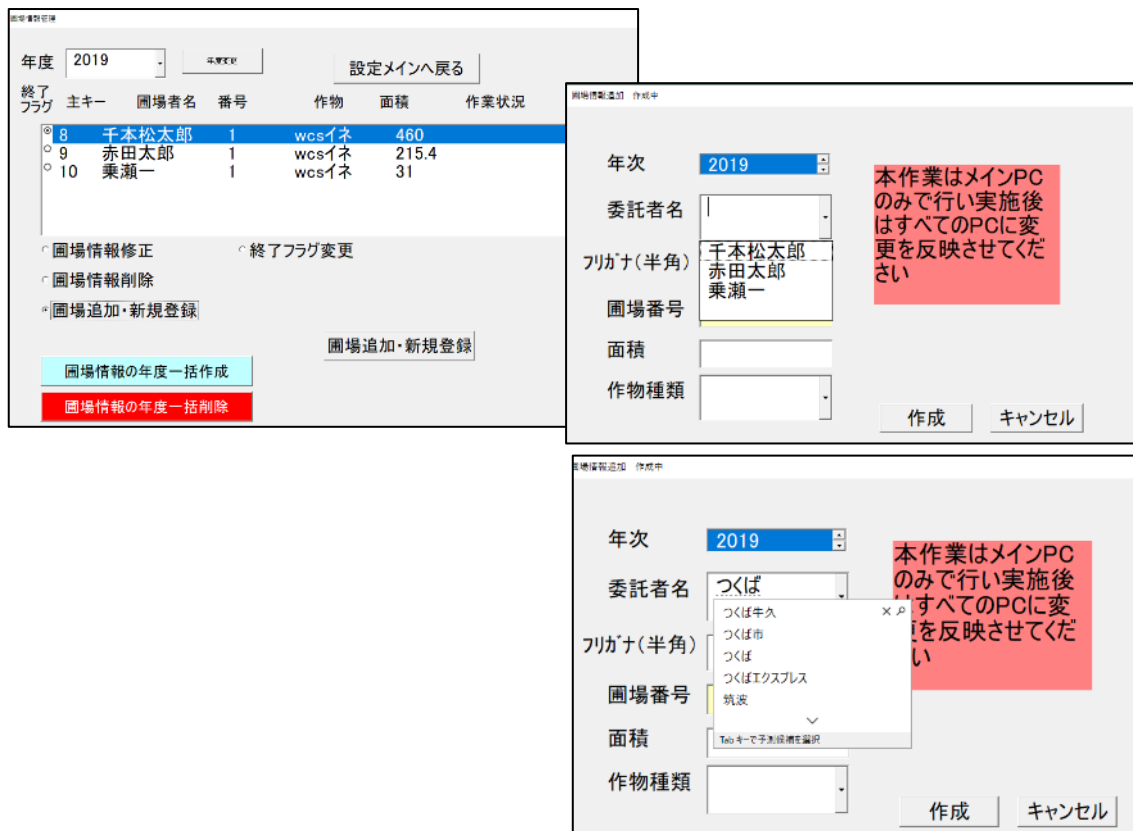 圃場情報管理
年度 2019 年度変更 設定メインへ戻る
終了フラグ 主キー 圃場者名 番号 作物 面積 作業状況
8 千本松太郎 1 wcsイネ 460
9 赤田太郎 1 wcsイネ 215.4
10 乗瀬一 1 wcsイネ 31
圃場情報修正 終了フラグ変更
圃場情報削除
圃場追加・新規登録
圃場追加・新規登録
圃場情報の年度一括作成
圃場情報の年度一括削除
圃場情報追加 作成中
年次 2019
委託者名
千本松太郎
赤田太郎
乗瀬一
フリガナ(半角)
圃場番号
面積
作物種類
本作業はメインPC
のみで行い実施後
はすべてのPCに変
更を反映させてくだ
さい
作成 キャンセル
圃場情報追加 作成中
年次 2019
委託者名 つくば
つくば牛久
つくば市
つくば
つくばエクスプレス
筑波
Tab キーで予測候補を選択
フリガナ(半角)
圃場番号
面積
作物種類
本作業はメインPC
のみで行い実施後
はすべてのPCに変
更を反映させてくだ
い
作成 キャンセル